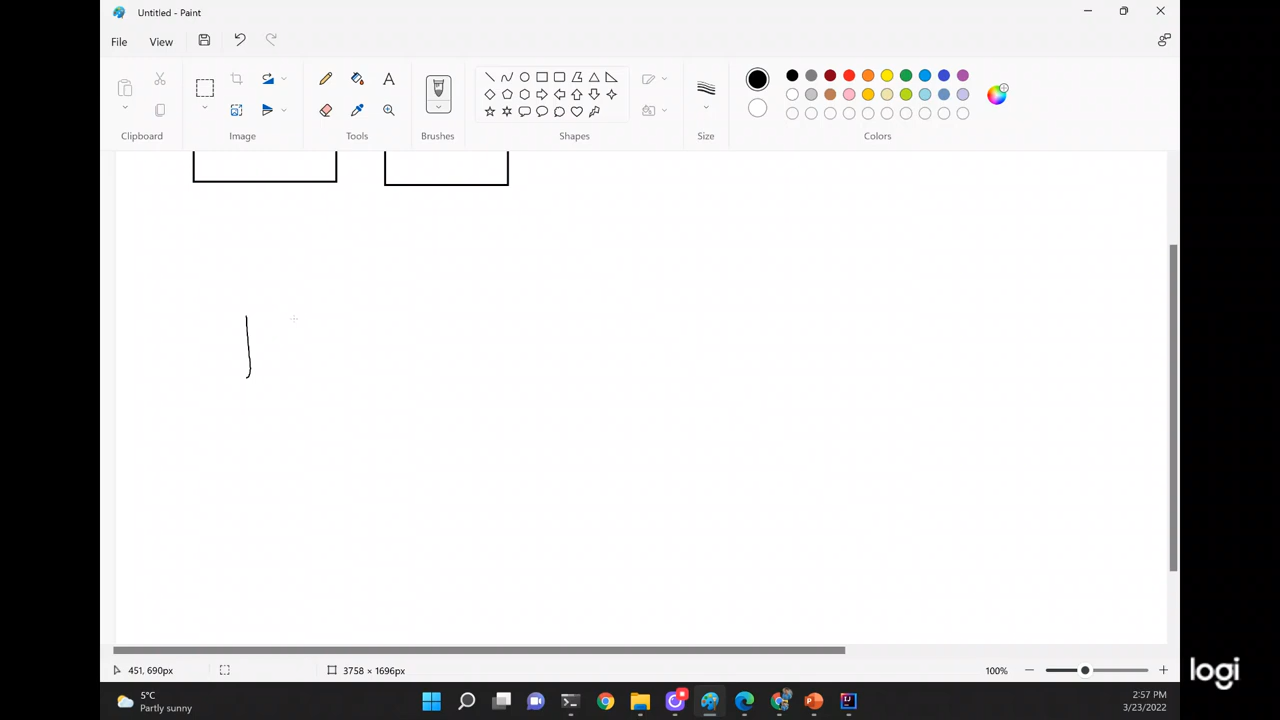 Untitled - Paint
File View
Clipboard Image Tools Brushes Shapes Size Colors
451, 690px 3758 × 1696px 100%
logi
5°C
Partly sunny
2:57 PM
3/23/2022